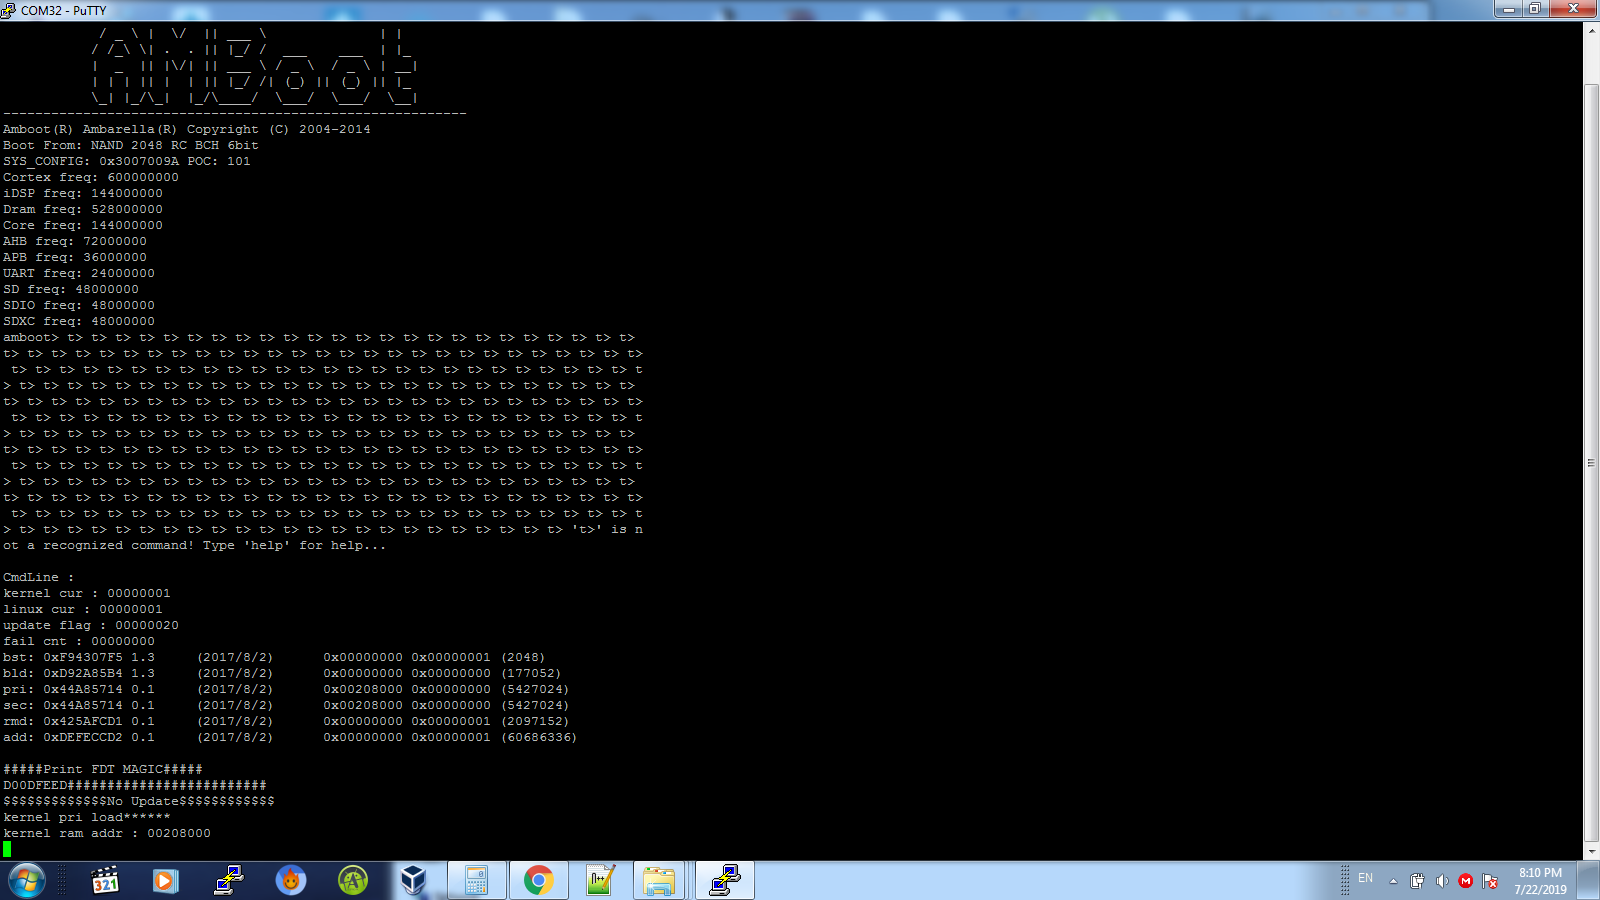 COM32 - PuTTY
 / _ \ |  \/  || ___ \              | |
/ /_\ \| .  . || |_/ /  ___    ___  | |_
|  _  || |\/| || ___ \ / _ \  / _ \ | __|
| | | || |  | || |_/ /| (_) || (_) || |_
\_| |_/\_|  |_/\____/  \___/  \___/  \__|
----------------------------------------------------------
Amboot(R) Ambarella(R) Copyright (C) 2004-2014
Boot From: NAND 2048 RC BCH 6bit
SYS_CONFIG: 0x3007009A POC: 101
Cortex freq: 600000000
iDSP freq: 144000000
Dram freq: 528000000
Core freq: 144000000
AHB freq: 72000000
APB freq: 36000000
UART freq: 24000000
SD freq: 48000000
SDIO freq: 48000000
SDXC freq: 48000000
amboot> t> t> t> t> t> t> t> t> t> t> t> t> t> t> t> t> t> t> t> t> t> t> t> t>
t> t> t> t> t> t> t> t> t> t> t> t> t> t> t> t> t> t> t> t> t> t> t> t> t> t> t>
 t> t> t> t> t> t> t> t> t> t> t> t> t> t> t> t> t> t> t> t> t> t> t> t> t> t> t
> t> t> t> t> t> t> t> t> t> t> t> t> t> t> t> t> t> t> t> t> t> t> t> t> t> t>
t> t> t> t> t> t> t> t> t> t> t> t> t> t> t> t> t> t> t> t> t> t> t> t> t> t> t>
 t> t> t> t> t> t> t> t> t> t> t> t> t> t> t> t> t> t> t> t> t> t> t> t> t> t> t
> t> t> t> t> t> t> t> t> t> t> t> t> t> t> t> t> t> t> t> t> t> t> t> t> t> t>
t> t> t> t> t> t> t> t> t> t> t> t> t> t> t> t> t> t> t> t> t> t> t> t> t> t> t>
 t> t> t> t> t> t> t> t> t> t> t> t> t> t> t> t> t> t> t> t> t> t> t> t> t> t> t
> t> t> t> t> t> t> t> t> t> t> t> t> t> t> t> t> t> t> t> t> t> t> t> t> t> t>
t> t> t> t> t> t> t> t> t> t> t> t> t> t> t> t> t> t> t> t> t> t> t> t> t> t> t>
 t> t> t> t> t> t> t> t> t> t> t> t> t> t> t> t> t> t> t> t> t> t> t> t> t> t> t
> t> t> t> t> t> t> t> t> t> t> t> t> t> t> t> t> t> t> t> t> t> t> t> 't>' is n
ot a recognized command! Type 'help' for help...
CmdLine :
kernel cur : 00000001
linux cur : 00000001
update flag : 00000020
fail cnt : 00000000
bst: 0xF94307F5 1.3 (2017/8/2) 0x00000000 0x00000001 (2048)
bld: 0xD92A85B4 1.3 (2017/8/2) 0x00000000 0x00000000 (177052)
pri: 0x44A85714 0.1 (2017/8/2) 0x00208000 0x00000000 (5427024)
sec: 0x44A85714 0.1 (2017/8/2) 0x00208000 0x00000000 (5427024)
rmd: 0x425AFCD1 0.1 (2017/8/2) 0x00000000 0x00000001 (2097152)
add: 0xDEFECCD2 0.1 (2017/8/2) 0x00000000 0x00000001 (60686336)
#####Print FDT MAGIC#####
D00DFEED#########################
$$$$$$$$$$$$$No Update$$$$$$$$$$$$
kernel pri load******
kernel ram addr : 00208000
321
EN
8:10 PM
7/22/2019